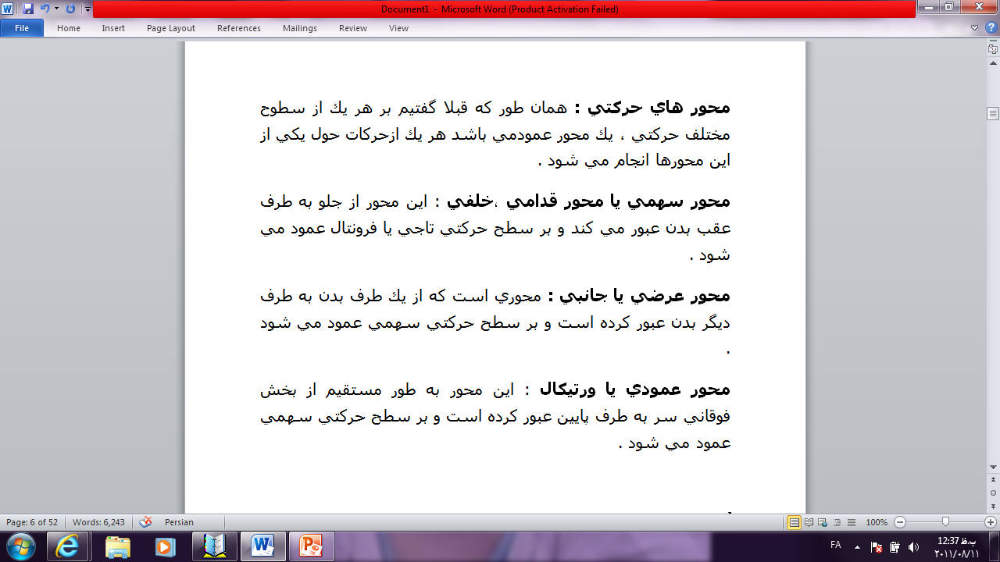 Document1 - Microsoft Word (Product Activation Failed)
File Home Insert Page Layout References Mailings Review View
محور هاي حركتي : همان طور كه قبلا گفتيم بر هر يك از سطوح
مختلف حركتي ، يك محور عمودمي باشد هر يك ازحركات حول يكي از
اين محورها انجام مي شود .
محور سهمي يا محور قدامي ،خلفي : اين محور از جلو به طرف
عقب بدن عبور مي كند و بر سطح حركتي تاجي يا فرونتال عمود مي
شود .
محور عرضي يا جانبي : محوري است كه از يك طرف بدن به طرف
ديگر بدن عبور كرده است و بر سطح حركتي سهمي عمود مي شود
.
محور عمودي يا ورتيكال : اين محور به طور مستقيم از بخش
فوقاني سر به طرف پايين عبور كرده است و بر سطح حركتي سهمي
عمود مي شود .
Page: 6 of 52 Words: 6,243 Persian 100%
FA 12:37 ب.ظ
٢٠١١/٠٨/١١